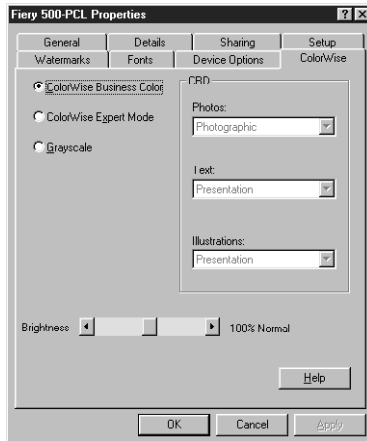 Fiery 500-PCL Properties
General Details Sharing Setup
Watermarks Fonts Device Options ColorWise
ColorWise Business Color
ColorWise Expert Mode
Grayscale
CRD
Photos:
Photographic
Text:
Presentation
Illustrations:
Presentation
Brightness 100% Normal
Help
OK Cancel Apply